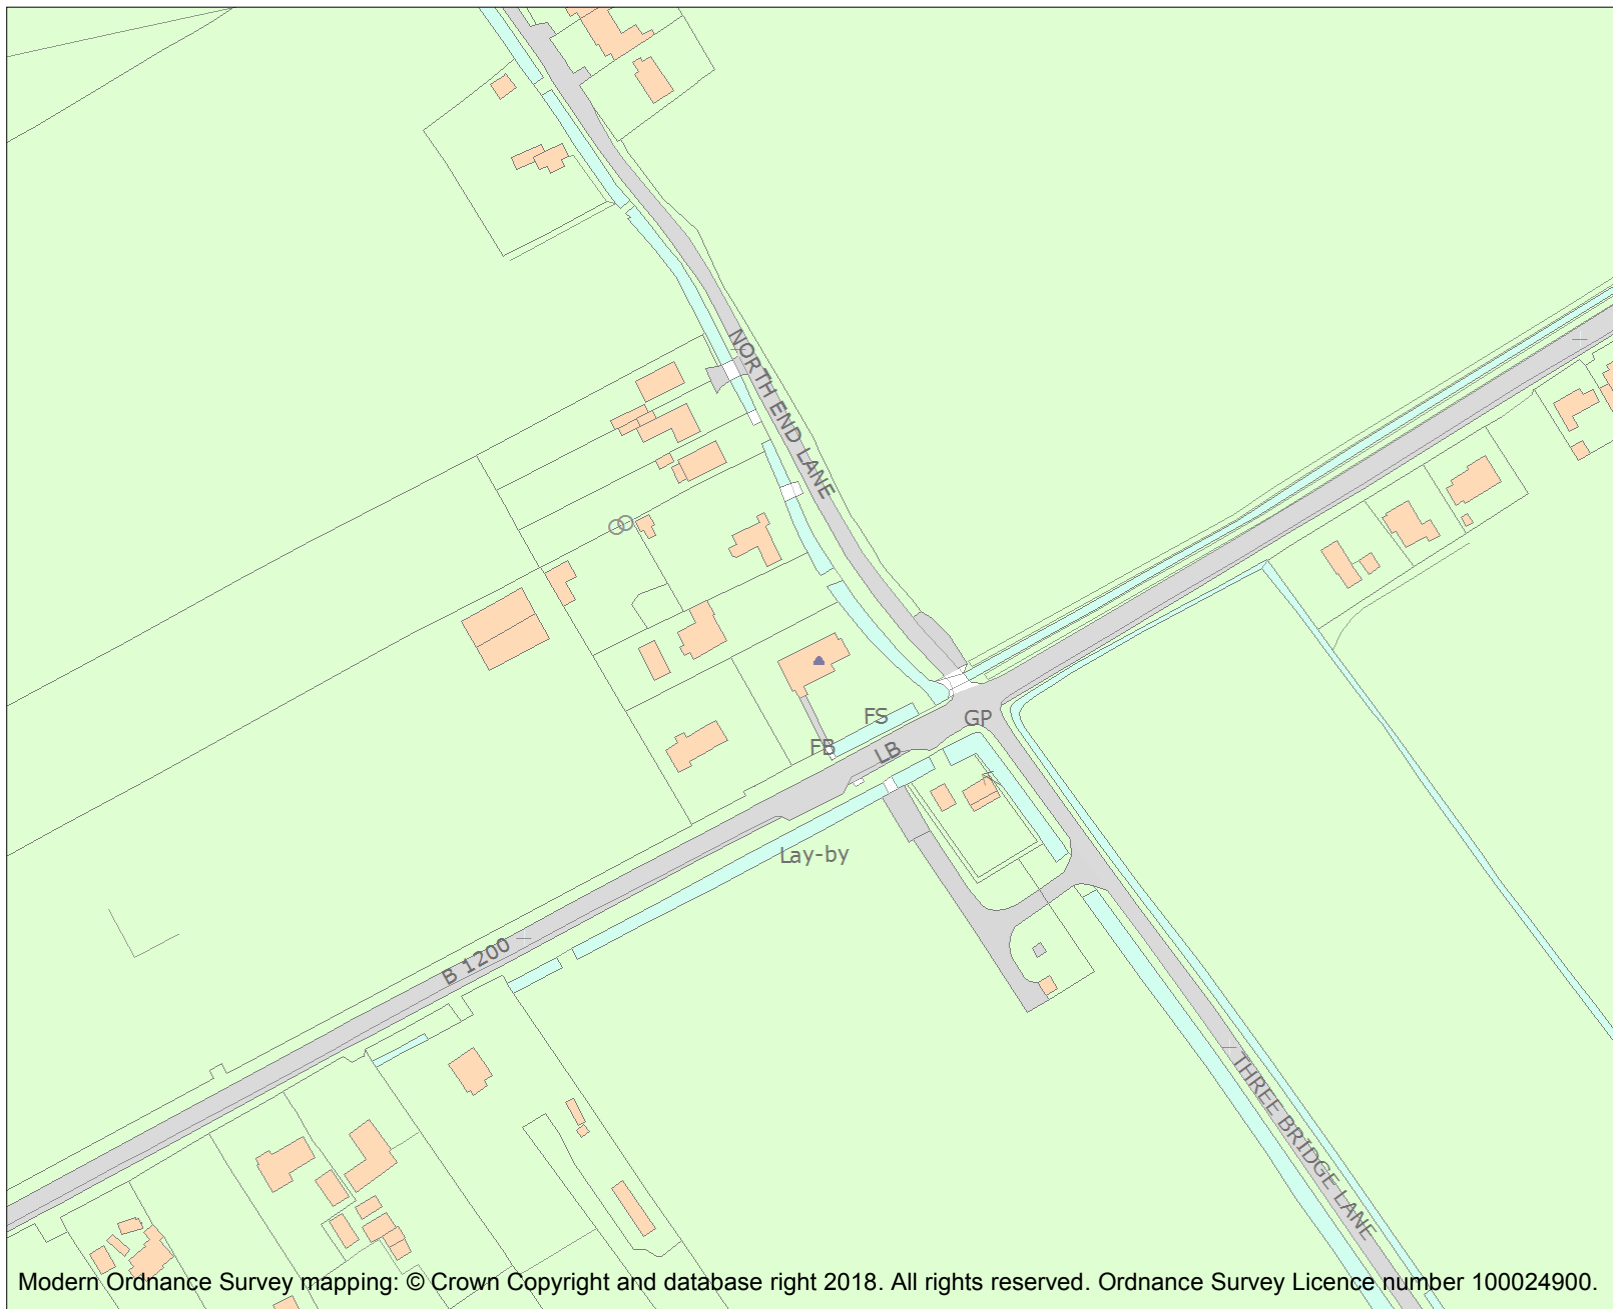 NORTH END LANE
FS
GP
FB
LB
Lay-by
B 1200
THREE BRIDGE LANE
Modern Ordnance Survey mapping: © Crown Copyright and database right 2018. All rights reserved. Ordnance Survey Licence number 100024900.